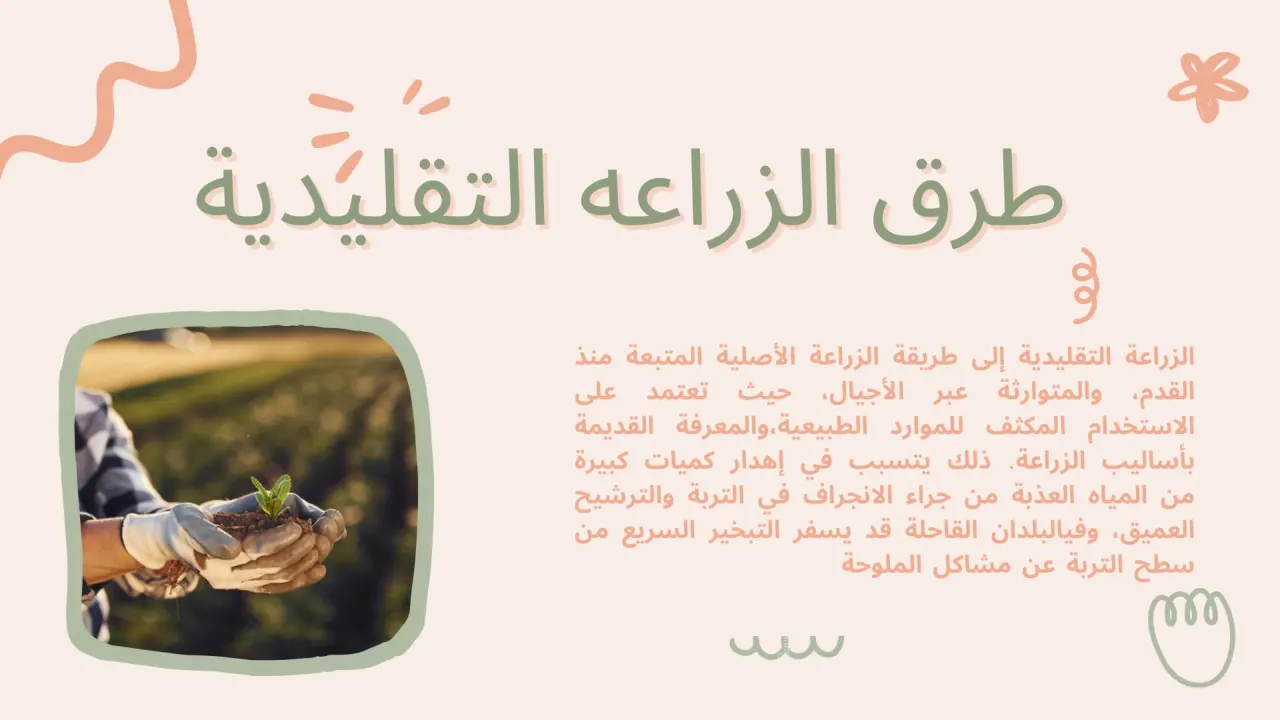 طرق الزراعه التقليدية
الزراعة التقليدية إلى طريقة الزراعة الأصلية المتبعة منذ
القدم، والمتوارثة عبر الأجيال، حيث تعتمد على
الاستخدام المكثف للموارد الطبيعية،والمعرفة القديمة
بأساليب الزراعة. ذلك يتسبب في إهدار كميات كبيرة
من المياه العذبة من جراء الانجراف في التربة والترشيح
العميق، وفيالبلدان القاحلة قد يسفر التبخير السريع من
سطح التربة عن مشاكل الملوحة